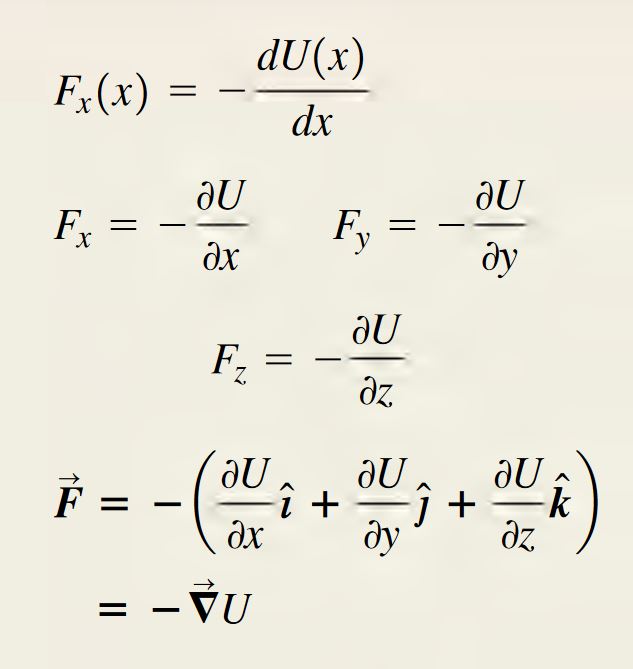 F_x(x) = −dU(x)/dx
F_x = −∂U/∂x F_y = −∂U/∂y
F_z = −∂U/∂z
F⃗ = −(∂U/∂x î + ∂U/∂y ĵ + ∂U/∂z k̂)
= −∇⃗U